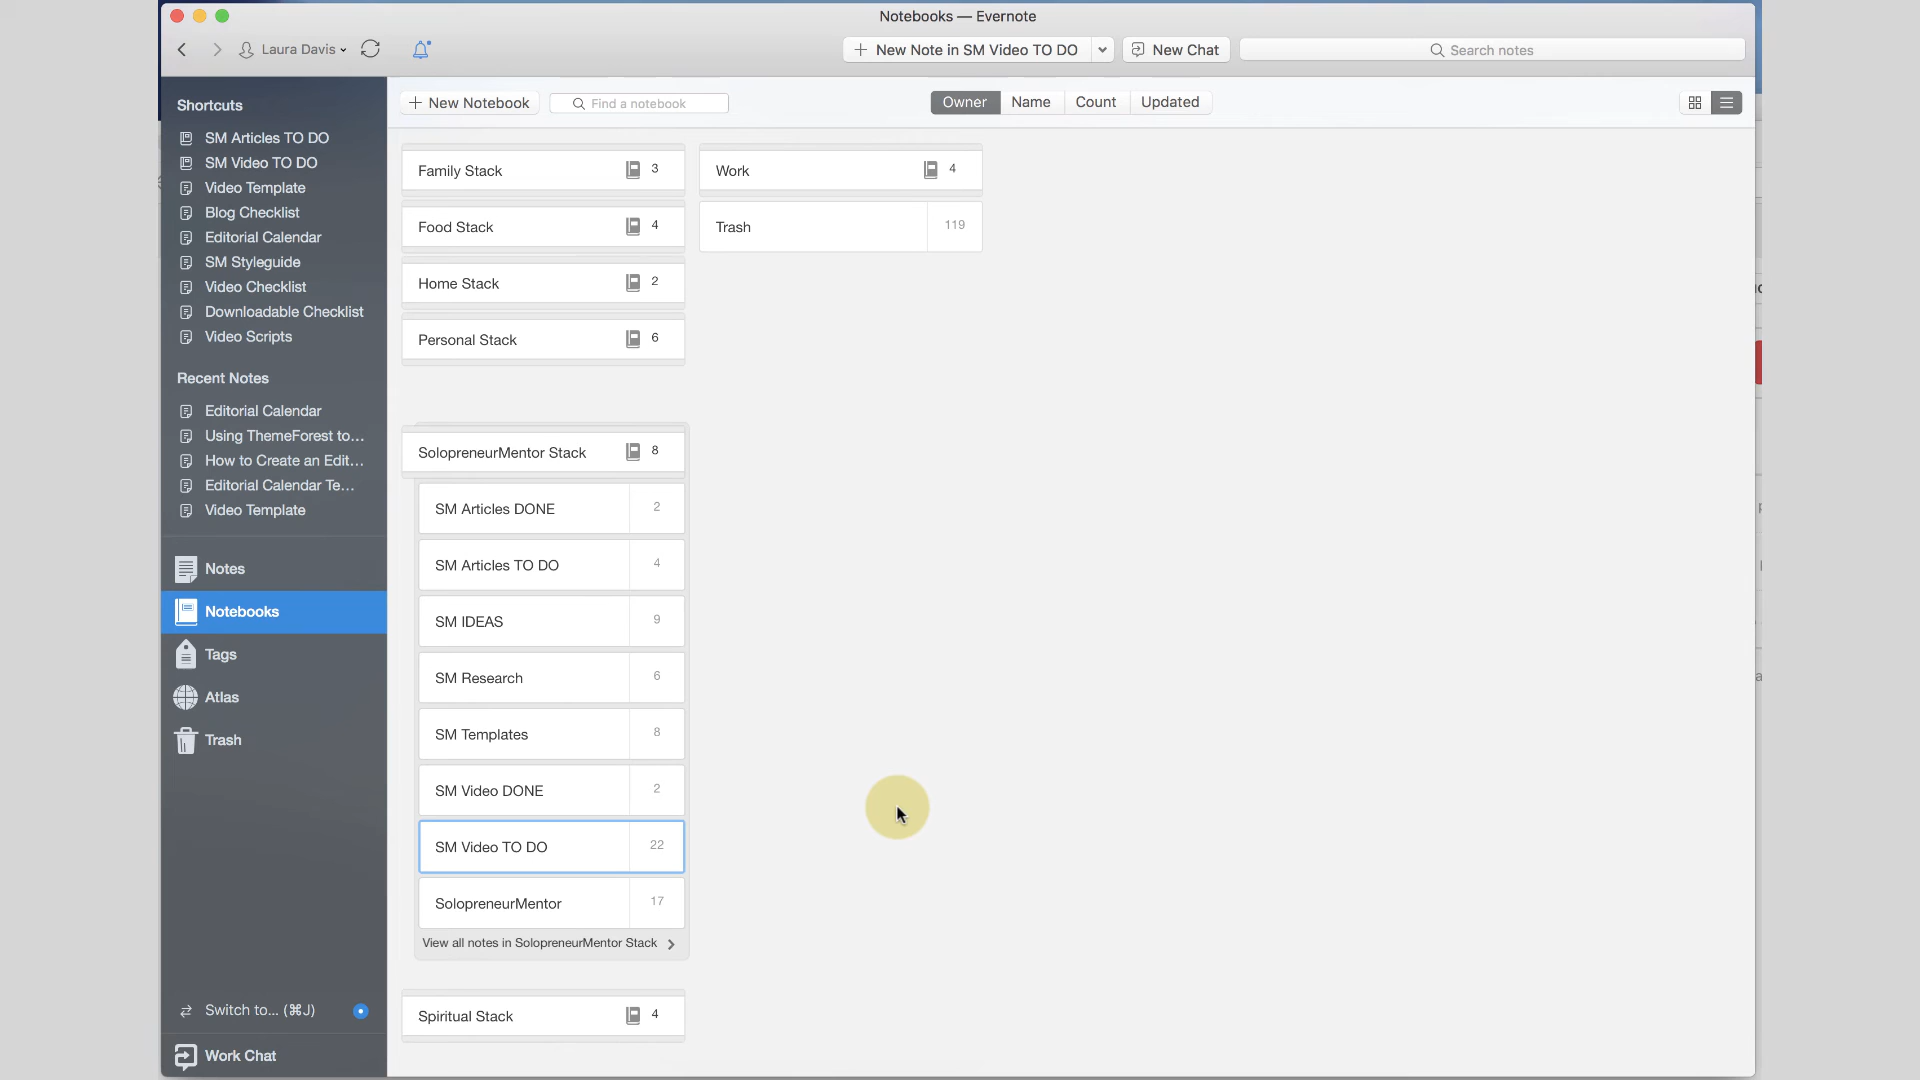 Notebooks — Evernote
Laura Davis
New Note in SM Video TO DO
New Chat
Search notes
Shortcuts
SM Articles TO DO
SM Video TO DO
Video Template
Blog Checklist
Editorial Calendar
SM Styleguide
Video Checklist
Downloadable Checklist
Video Scripts
Recent Notes
Editorial Calendar
Using ThemeForest to...
How to Create an Edit...
Editorial Calendar Te...
Video Template
Notes
Notebooks
Tags
Atlas
Trash
Switch to... (⌘J)
Work Chat
New Notebook
Find a notebook
Owner
Name
Count
Updated
Family Stack 3
Food Stack 4
Home Stack 2
Personal Stack 6
SolopreneurMentor Stack 8
SM Articles DONE 2
SM Articles TO DO 4
SM IDEAS 9
SM Research 6
SM Templates 8
SM Video DONE 2
SM Video TO DO 22
SolopreneurMentor 17
View all notes in SolopreneurMentor Stack
Spiritual Stack 4
Work 4
Trash 119